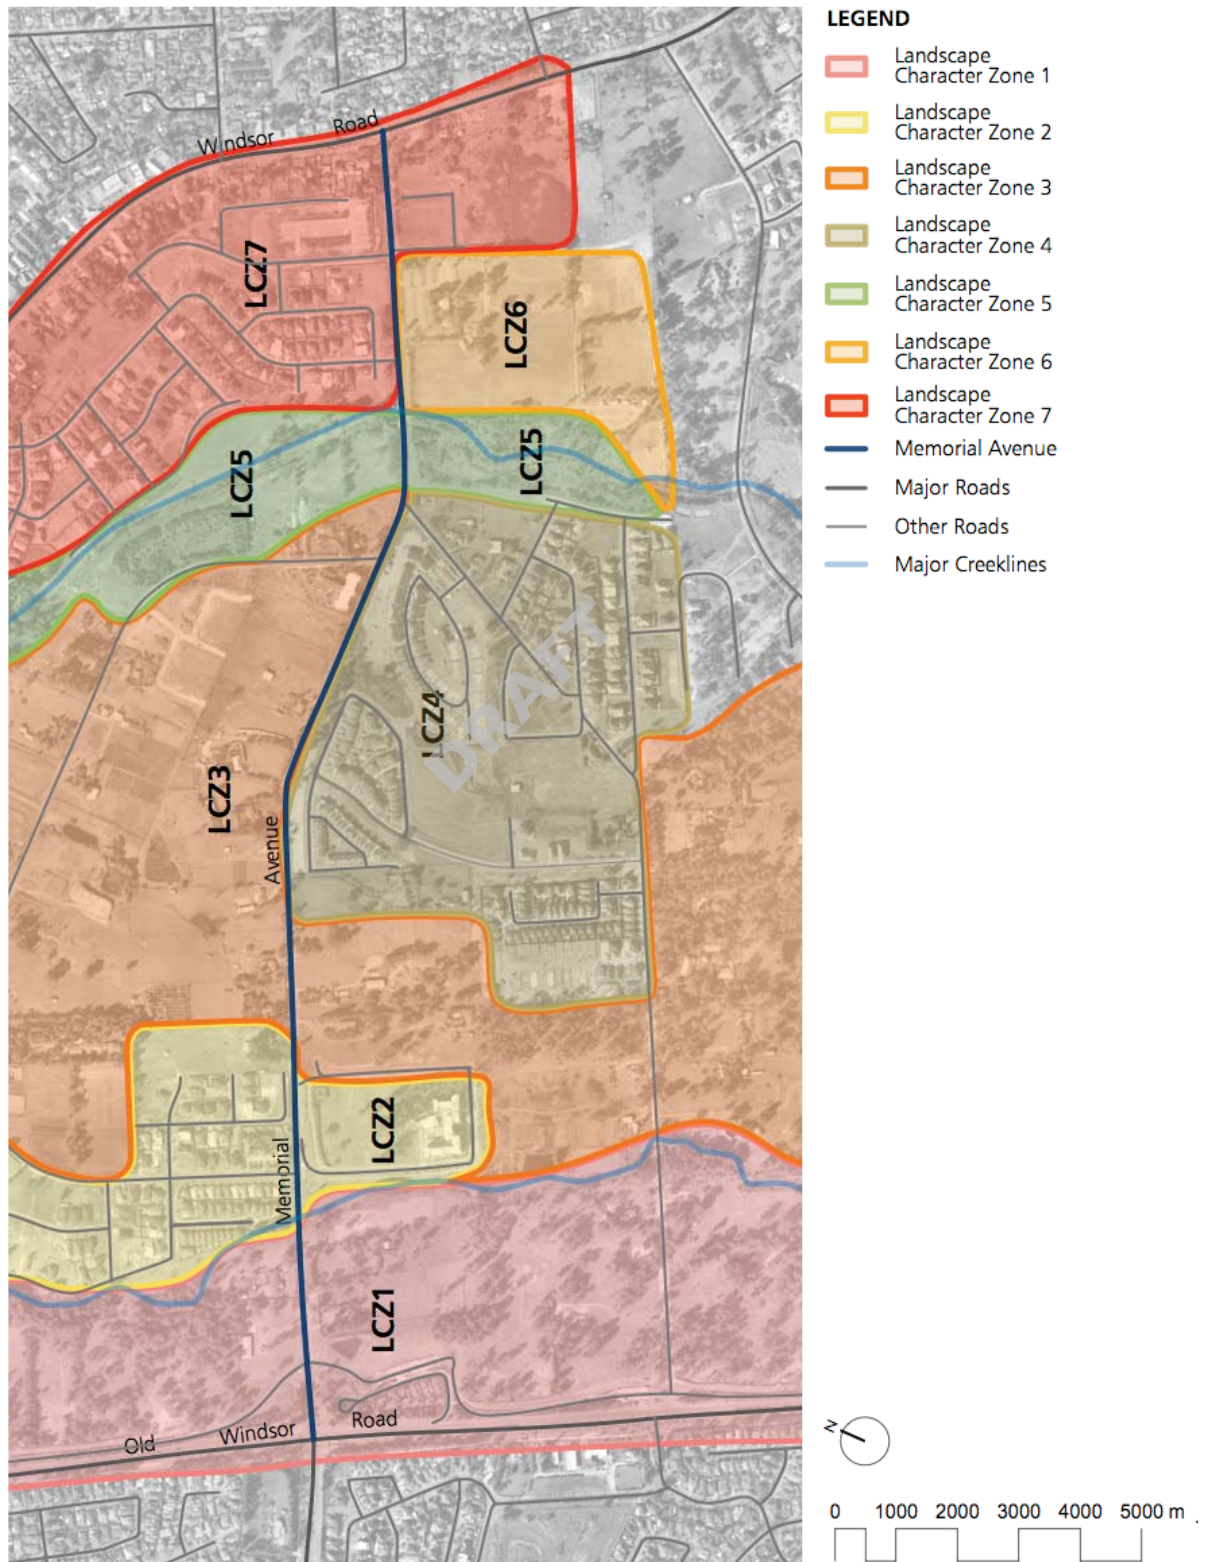 LEGEND
Landscape
Character Zone 1
Landscape
Character Zone 2
Landscape
Character Zone 3
Landscape
Character Zone 4
Landscape
Character Zone 5
Landscape
Character Zone 6
Landscape
Character Zone 7
Memorial Avenue
Major Roads
Other Roads
Major Creeklines
Windsor Road
LCZ7
LCZ6
LCZ5
LCZ5
LCZ4
DRAFT
LCZ3
Avenue
LCZ2
Memorial
LCZ1
Old Windsor Road
N
0 1000 2000 3000 4000 5000 m